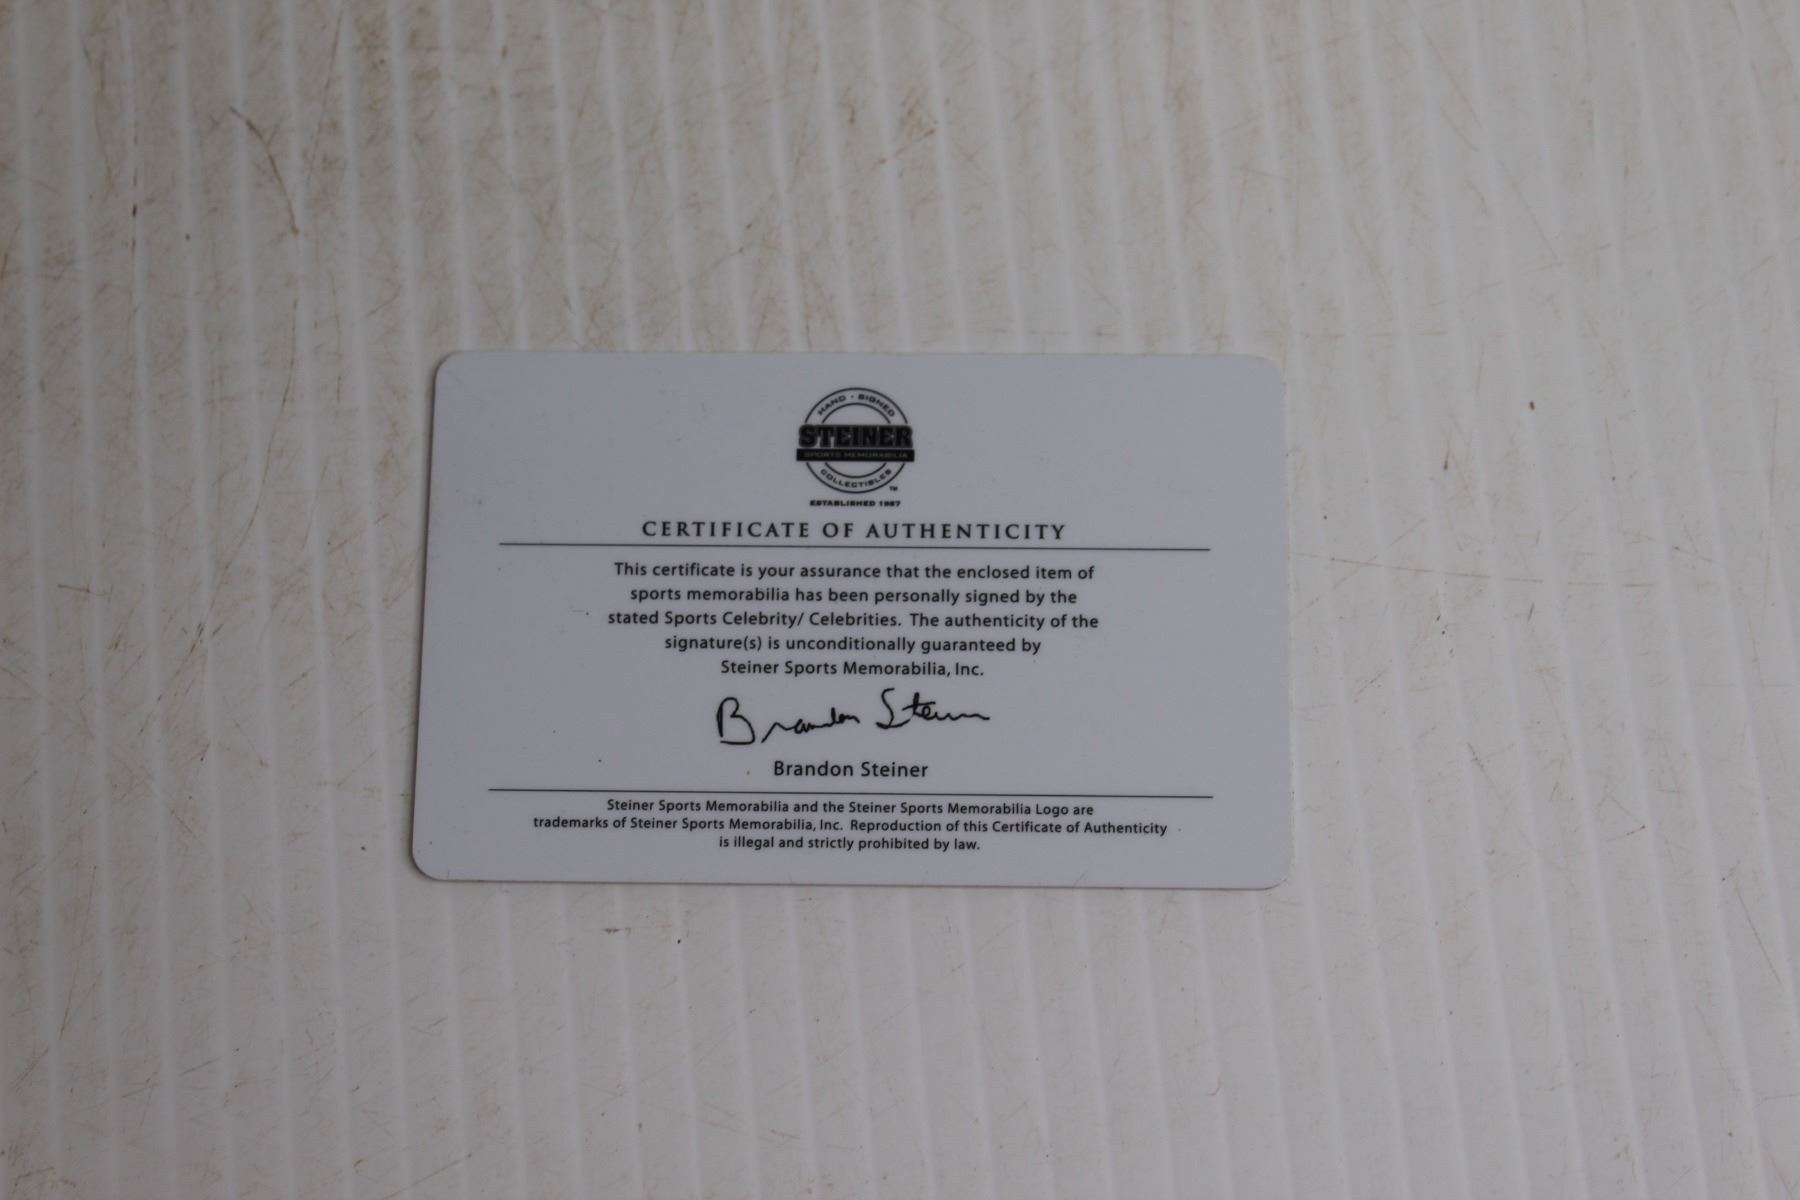 HAND · SIGNED
STEINER
SPORTS MEMORABILIA
COLLECTIBLES
TM
ESTABLISHED 1987
CERTIFICATE OF AUTHENTICITY
This certificate is your assurance that the enclosed item of
sports memorabilia has been personally signed by the
stated Sports Celebrity/ Celebrities. The authenticity of the
signature(s) is unconditionally guaranteed by
Steiner Sports Memorabilia, Inc.
Brandon Steiner
Brandon Steiner
Steiner Sports Memorabilia and the Steiner Sports Memorabilia Logo are
trademarks of Steiner Sports Memorabilia, Inc. Reproduction of this Certificate of Authenticity
is illegal and strictly prohibited by law.